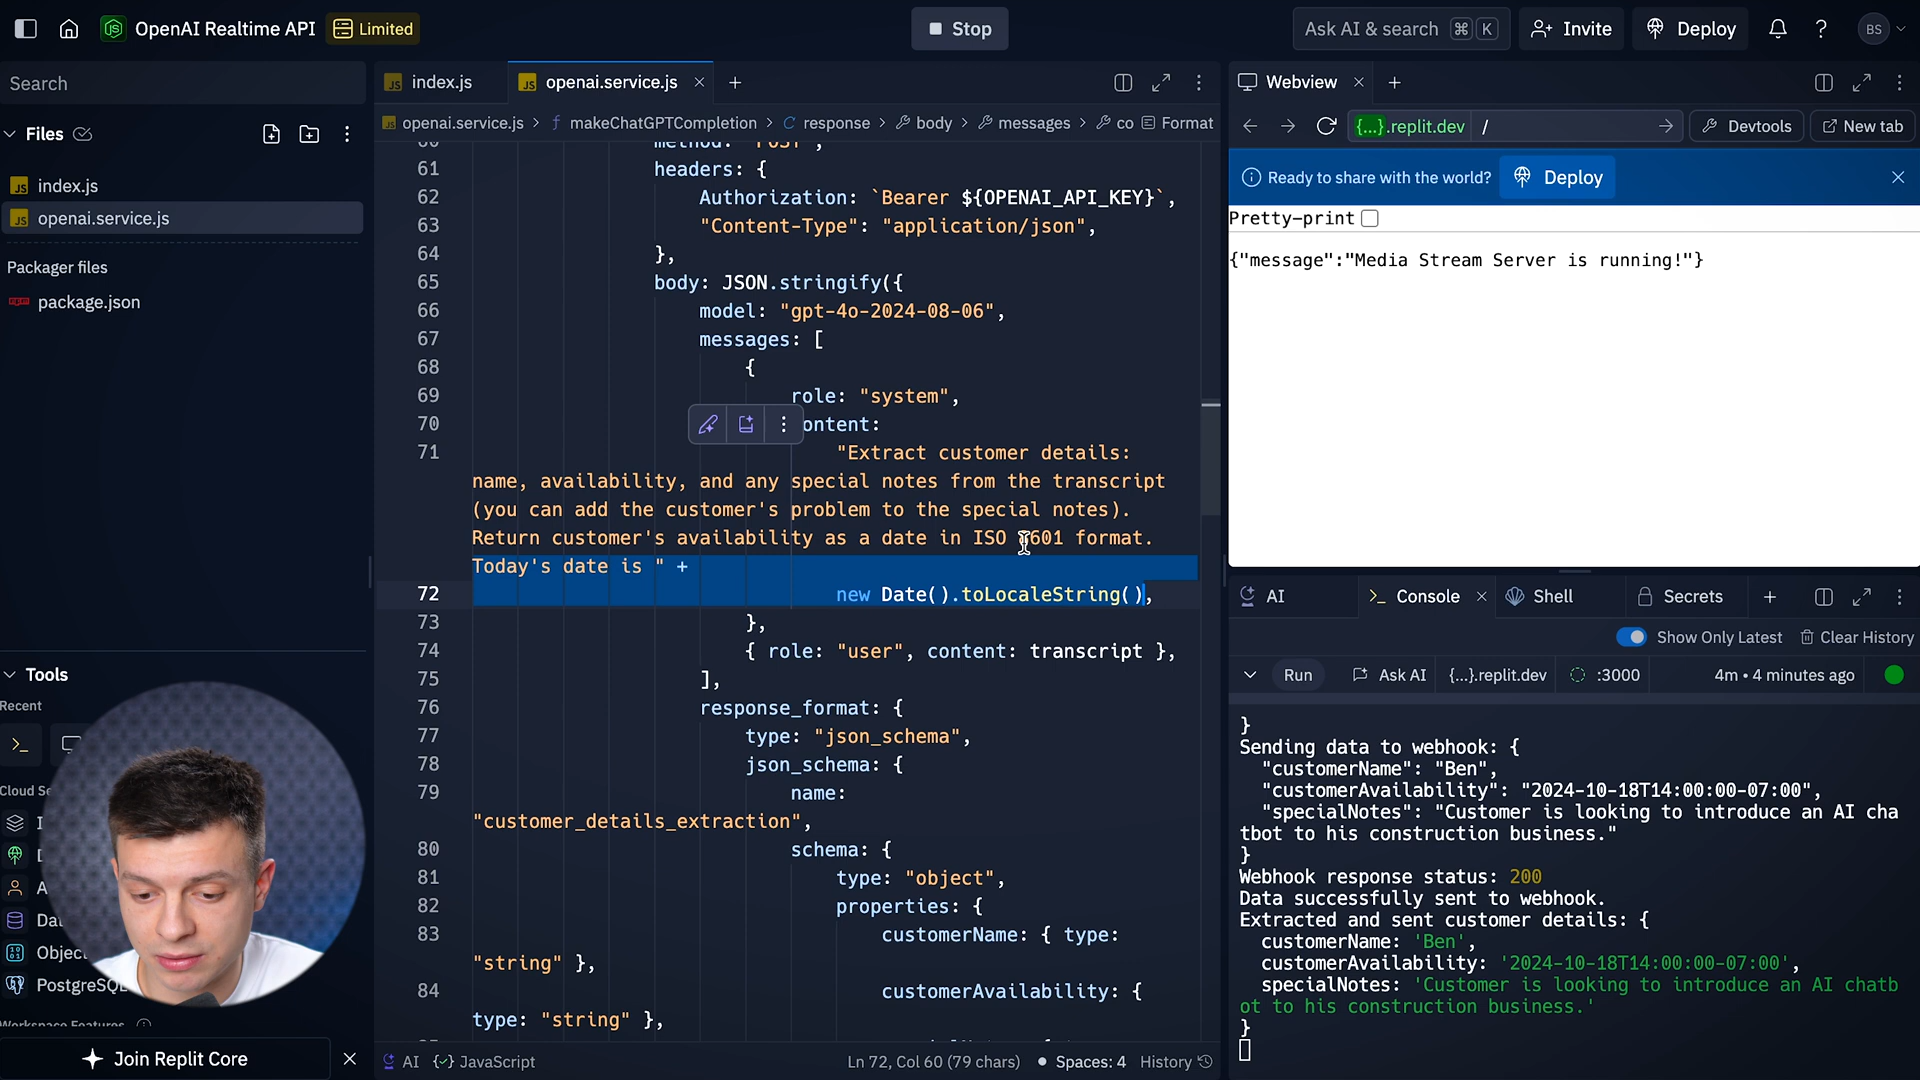 OpenAI Realtime API
Limited
Stop
Ask AI & search ⌘ K
Invite
Deploy
?
BS
Search
Files
index.js
openai.service.js
Packager files
package.json
Tools
Recent
Cloud Se
Object
PostgreSQL
Workspace Features
Join Replit Core
index.js
openai.service.js
openai.service.js > makeChatGPTCompletion > response > body > messages > co
Format
60 method: "POST",
61 headers: {
62 Authorization: `Bearer ${OPENAI_API_KEY}`,
63 "Content-Type": "application/json",
64 },
65 body: JSON.stringify({
66 model: "gpt-4o-2024-08-06",
67 messages: [
68 {
69 role: "system",
70 ontent:
71 "Extract customer details:
name, availability, and any special notes from the transcript
(you can add the customer's problem to the special notes).
Return customer's availability as a date in ISO 8601 format.
Today's date is " +
72 new Date().toLocaleString(),
73 },
74 { role: "user", content: transcript },
75 ],
76 response_format: {
77 type: "json_schema",
78 json_schema: {
79 name:
"customer_details_extraction",
80 schema: {
81 type: "object",
82 properties: {
83 customerName: { type:
"string" },
84 customerAvailability: {
type: "string" },
AI
JavaScript
Ln 72, Col 60 (79 chars)
Spaces: 4
History
Webview
{...}.replit.dev /
Devtools
New tab
Ready to share with the world?
Deploy
Pretty-print
{"message":"Media Stream Server is running!"}
AI
Console
Shell
Secrets
Show Only Latest
Clear History
Run
Ask AI
{...}.replit.dev
:3000
4m • 4 minutes ago
}
Sending data to webhook: {
"customerName": "Ben",
"customerAvailability": "2024-10-18T14:00:00-07:00",
"specialNotes": "Customer is looking to introduce an AI cha
tbot to his construction business."
}
Webhook response status: 200
Data successfully sent to webhook.
Extracted and sent customer details: {
customerName: 'Ben',
customerAvailability: '2024-10-18T14:00:00-07:00',
specialNotes: 'Customer is looking to introduce an AI chatb
ot to his construction business.'
}